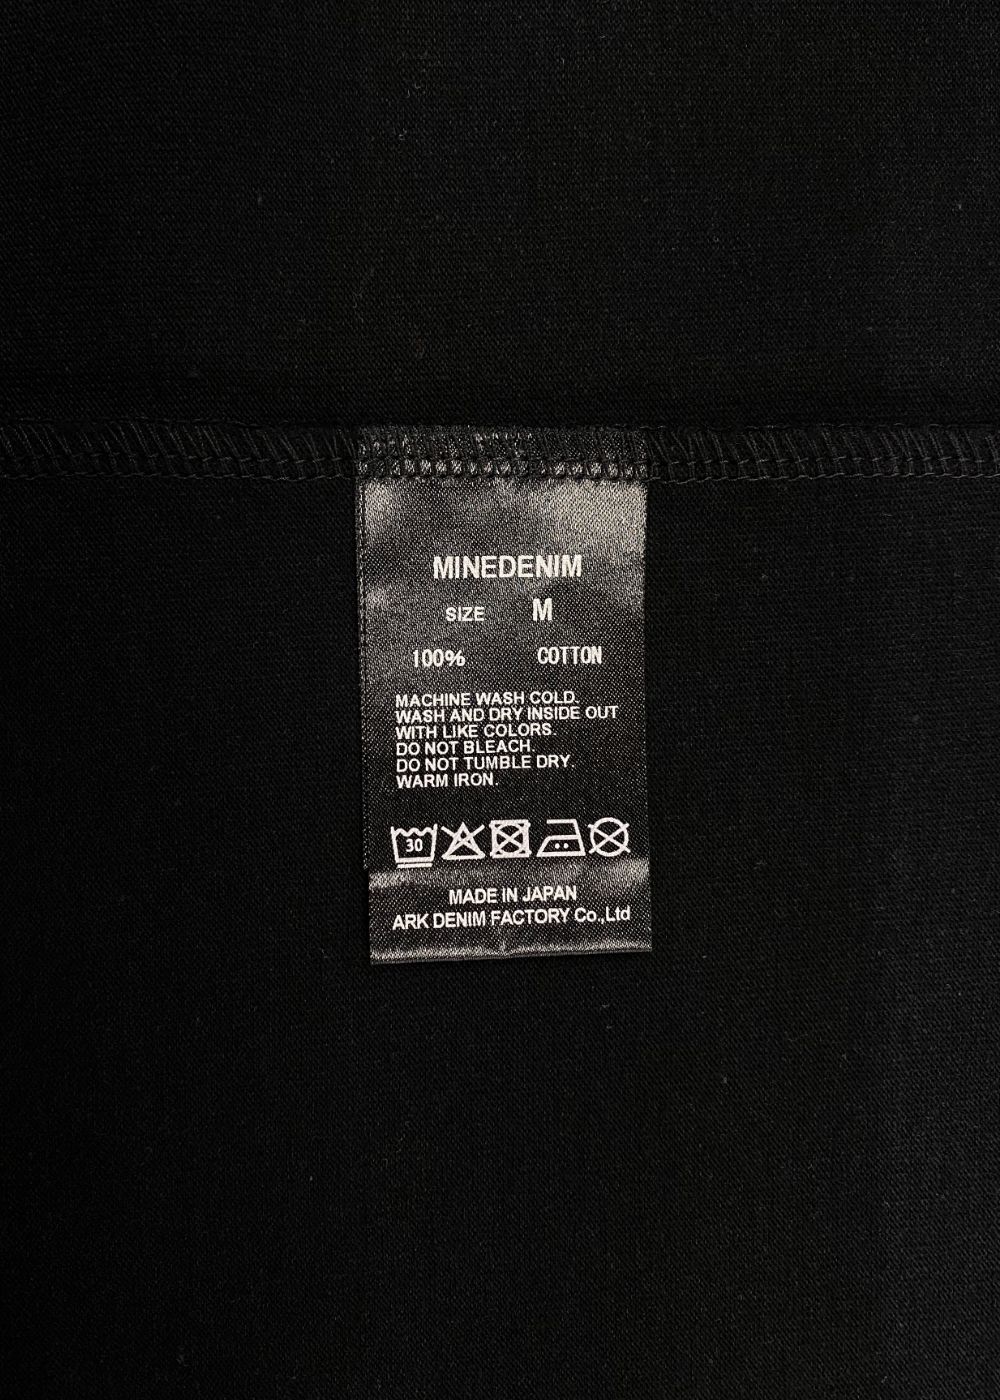 MINEDENIM
SIZE M
100% COTTON
MACHINE WASH COLD.
WASH AND DRY INSIDE OUT
WITH LIKE COLORS.
DO NOT BLEACH.
DO NOT TUMBLE DRY.
WARM IRON.
30
MADE IN JAPAN
ARK DENIM FACTORY Co.,Ltd